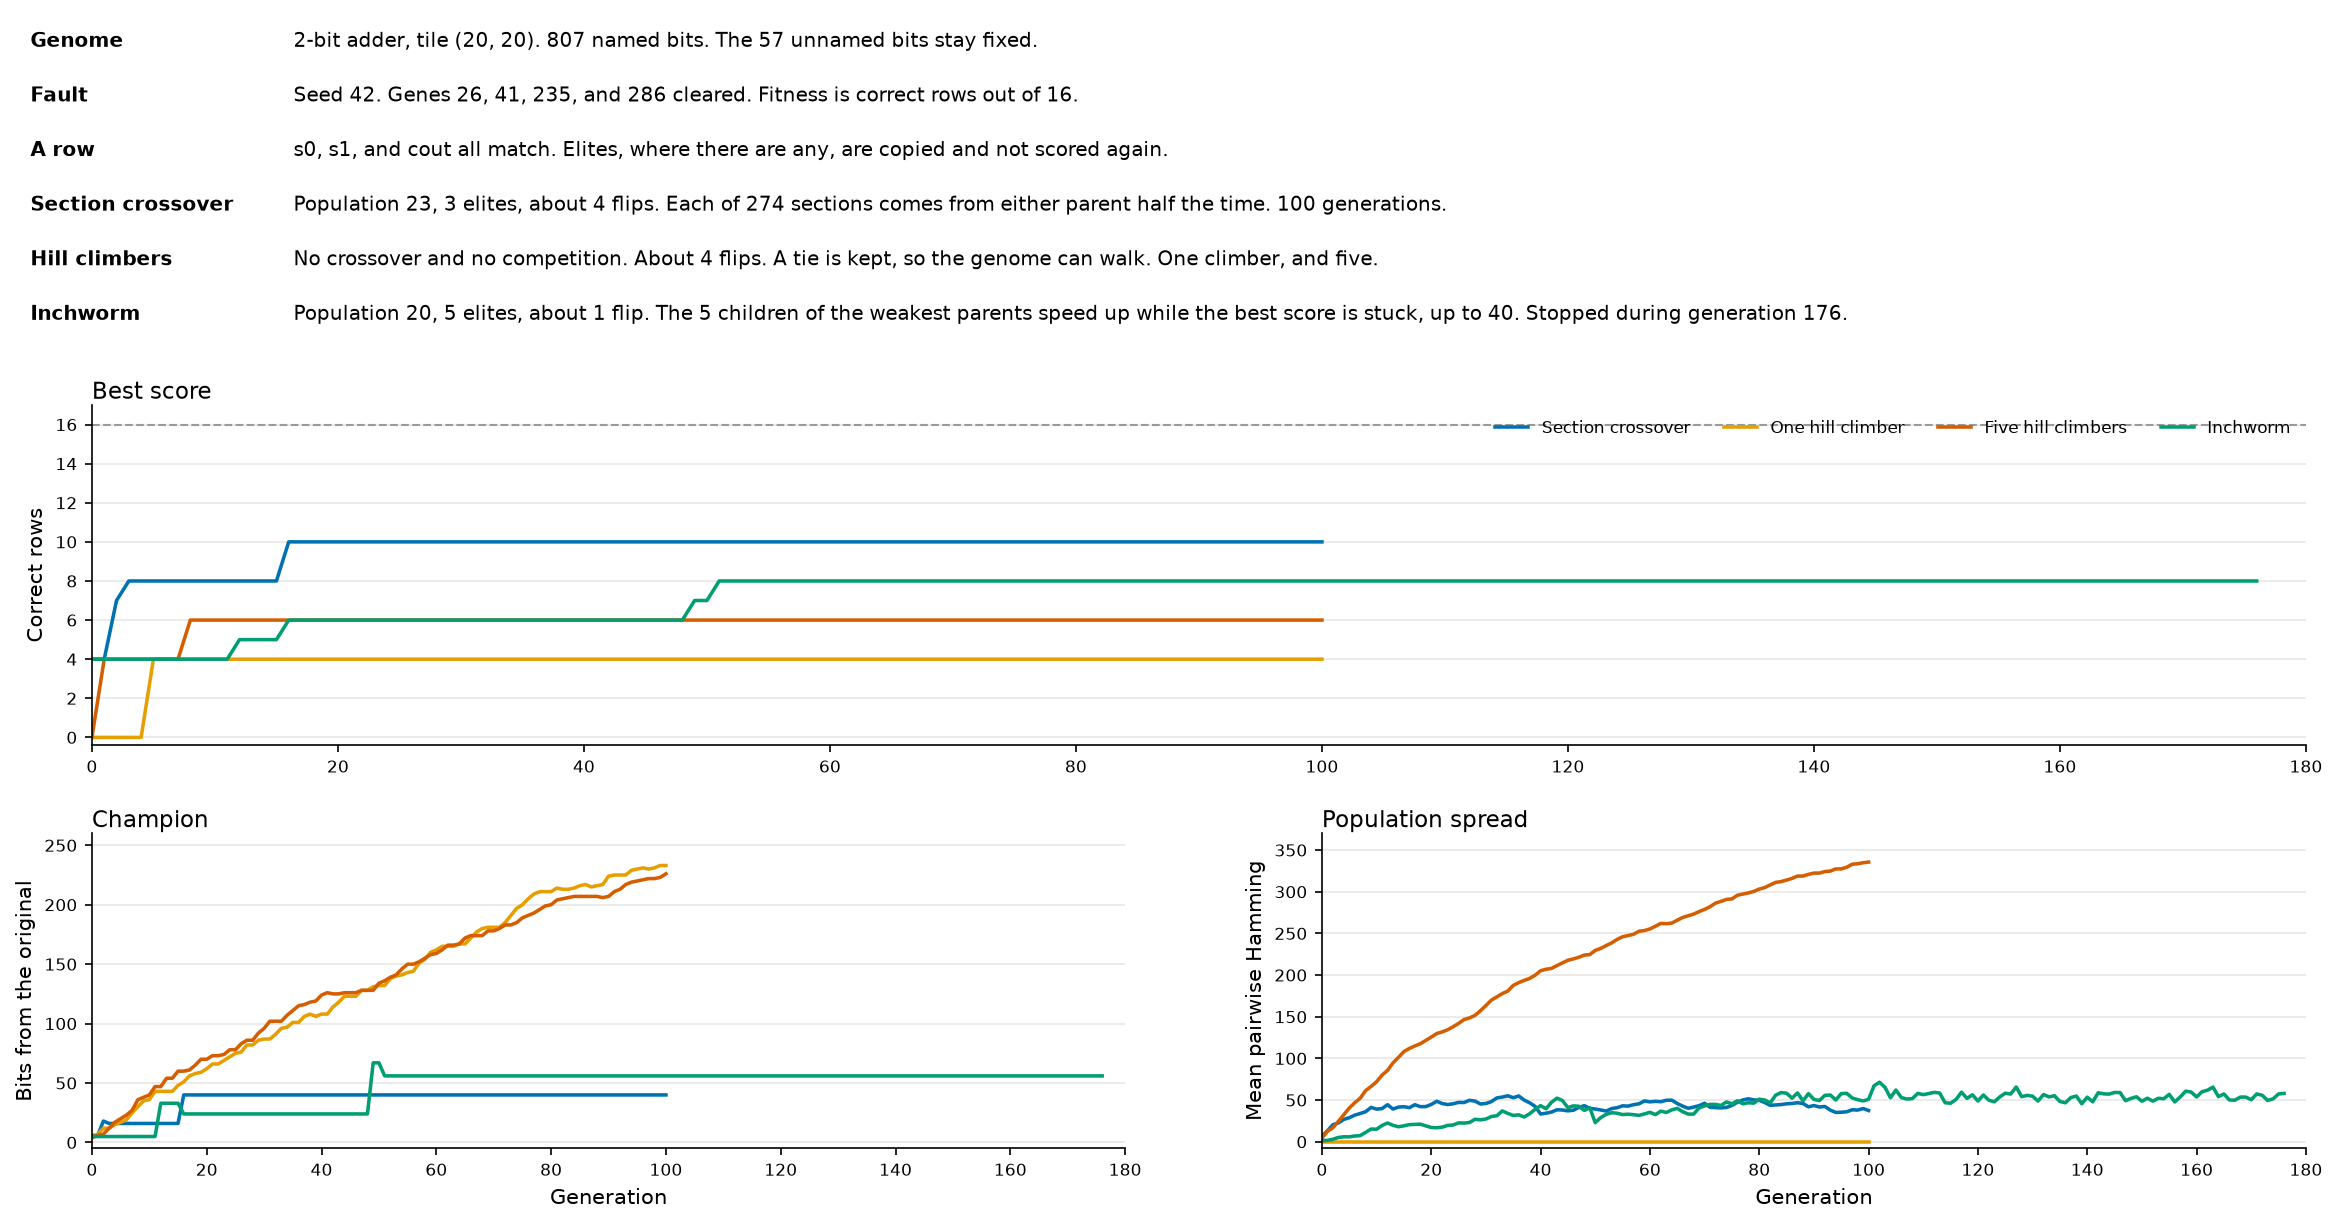 Genome 2-bit adder, tile (20, 20). 807 named bits. The 57 unnamed bits stay fixed.
Fault Seed 42. Genes 26, 41, 235, and 286 cleared. Fitness is correct rows out of 16.
A row s0, s1, and cout all match. Elites, where there are any, are copied and not scored again.
Section crossover Population 23, 3 elites, about 4 flips. Each of 274 sections comes from either parent half the time. 100 generations.
Hill climbers No crossover and no competition. About 4 flips. A tie is kept, so the genome can walk. One climber, and five.
Inchworm Population 20, 5 elites, about 1 flip. The 5 children of the weakest parents speed up while the best score is stuck, up to 40. Stopped during generation 176.
Best score
Section crossover One hill climber Five hill climbers Inchworm
Correct rows
16
14
12
10
8
6
4
2
0
0 20 40 60 80 100 120 140 160 180
Champion
Bits from the original
250
200
150
100
50
0
0 20 40 60 80 100 120 140 160 180
Generation
Population spread
Mean pairwise Hamming
350
300
250
200
150
100
50
0
0 20 40 60 80 100 120 140 160 180
Generation